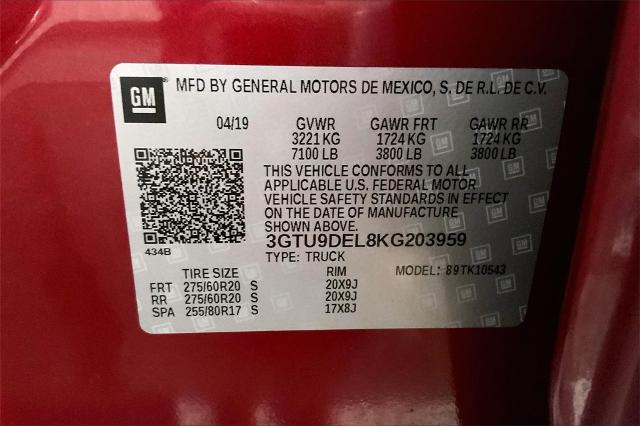 GM
MFD BY GENERAL MOTORS DE MEXICO, S. DE R.L. DE C.V.
04/19 GVWR GAWR FRT GAWR RR
3221 KG 1724 KG 1724 KG
7100 LB 3800 LB 3800 LB
THIS VEHICLE CONFORMS TO ALL
APPLICABLE U.S. FEDERAL MOTOR
VEHICLE SAFETY STANDARDS IN EFFECT
ON THE DATE OF MANUFACTURE
SHOWN ABOVE.
3GTU9DEL8KG203959
434B
TYPE: TRUCK
TIRE SIZE RIM MODEL: 89TK10543
FRT 275/60R20 S 20X9J
RR 275/60R20 S 20X9J
SPA 255/80R17 S 17X8J